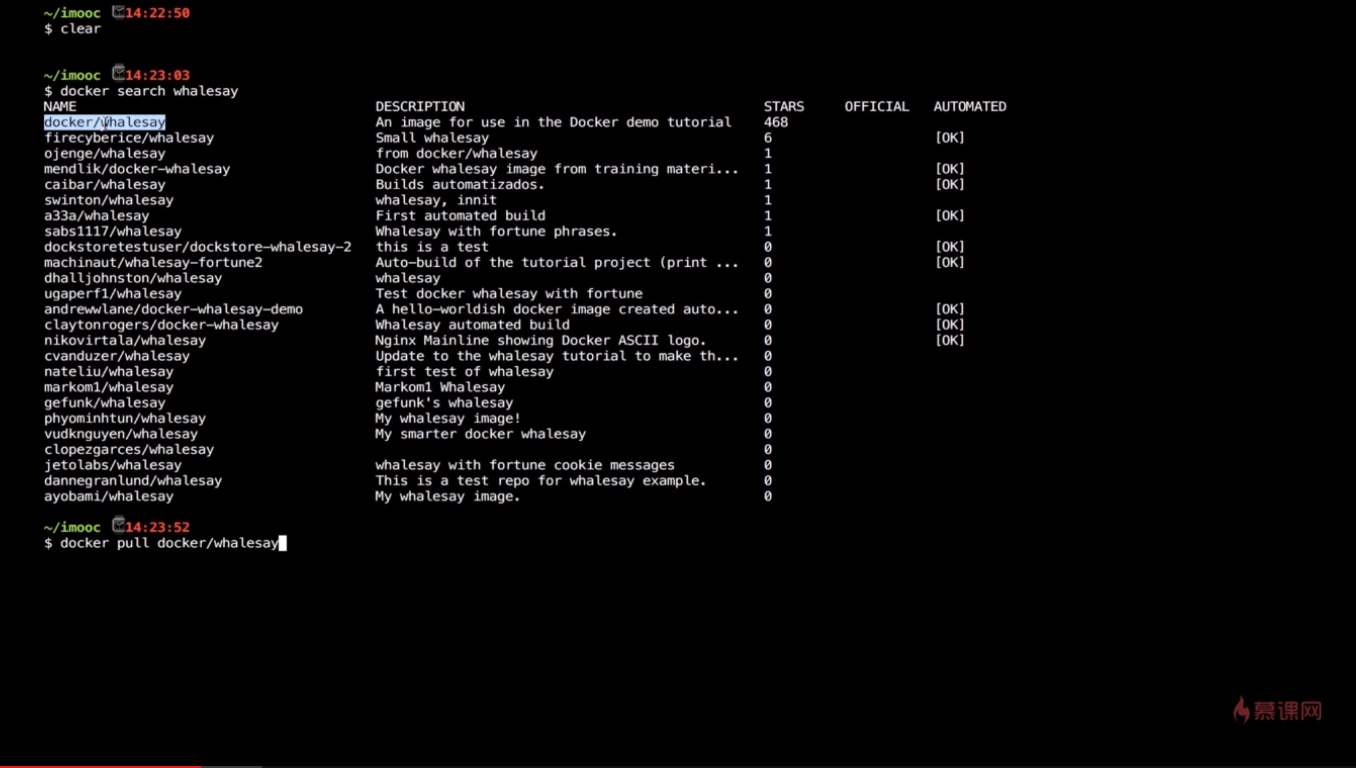 ~/imooc 14:22:50
$ clear
~/imooc 14:23:03
$ docker search whalesay
NAME DESCRIPTION STARS OFFICIAL AUTOMATED
docker/whalesay An image for use in the Docker demo tutorial 468
firecyberice/whalesay Small whalesay 6 [OK]
ojenge/whalesay from docker/whalesay 1
mendlik/docker-whalesay Docker whalesay image from training materi... 1 [OK]
caibar/whalesay Builds automatizados. 1 [OK]
swinton/whalesay whalesay, innit 1
a33a/whalesay First automated build 1 [OK]
sabs1117/whalesay Whalesay with fortune phrases. 1
dockstoretestuser/dockstore-whalesay-2 this is a test 0 [OK]
machinaut/whalesay-fortune2 Auto-build of the tutorial project (print ... 0 [OK]
dhalljohnston/whalesay whalesay 0
ugaperf1/whalesay Test docker whalesay with fortune 0
andrewwlane/docker-whalesay-demo A hello-worldish docker image created auto... 0 [OK]
claytonrogers/docker-whalesay Whalesay automated build 0 [OK]
nikovirtala/whalesay Nginx Mainline showing Docker ASCII logo. 0 [OK]
cvanduzer/whalesay Update to the whalesay tutorial to make th... 0
nateliu/whalesay first test of whalesay 0
markom1/whalesay Markom1 Whalesay 0
gefunk/whalesay gefunk's whalesay 0
phyominhtun/whalesay My whalesay image! 0
vudknguyen/whalesay My smarter docker whalesay 0
clopezgarces/whalesay 0
jetolabs/whalesay whalesay with fortune cookie messages 0
dannegranlund/whalesay This is a test repo for whalesay example. 0
ayobami/whalesay My whalesay image. 0
~/imooc 14:23:52
$ docker pull docker/whalesay
慕课网